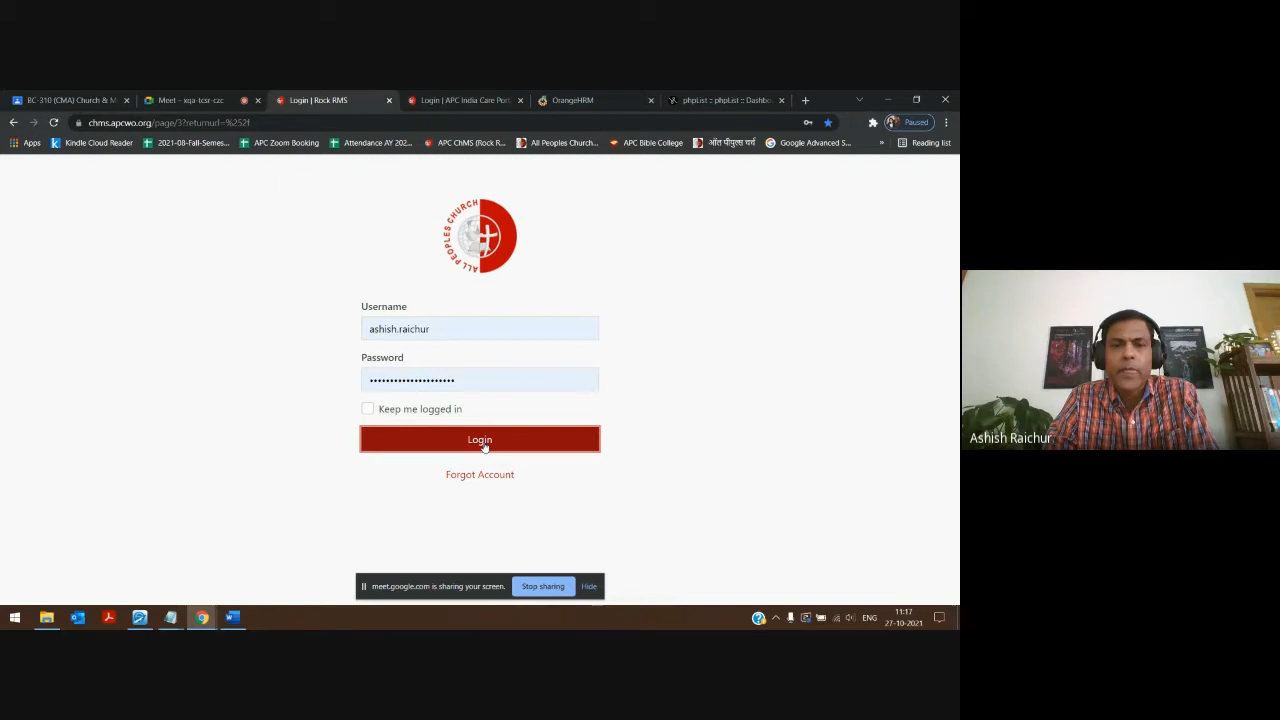 BC-310 (CMA) Church & M
Meet – xqa-tcsr-czc
Login | Rock RMS
Login | APC India Care Por
OrangeHRM
phpList :: phpList :: Dashbo
chms.apcwo.org/page/3?returnurl=%252f
Paused
Apps
Kindle Cloud Reader
2021-08-Fall-Semes...
APC Zoom Booking
Attendance AY 202...
APC ChMS (Rock R...
All Peoples Church...
APC Bible College
ऑल पीपुल्स चर्च
Google Advanced S...
»
Reading list
ALL PEOPLES CHURCH
Username
ashish.raichur
Password
Keep me logged in
Login
Forgot Account
meet.google.com is sharing your screen.
Stop sharing
Hide
ENG
11:17
27-10-2021
Ashish Raichur